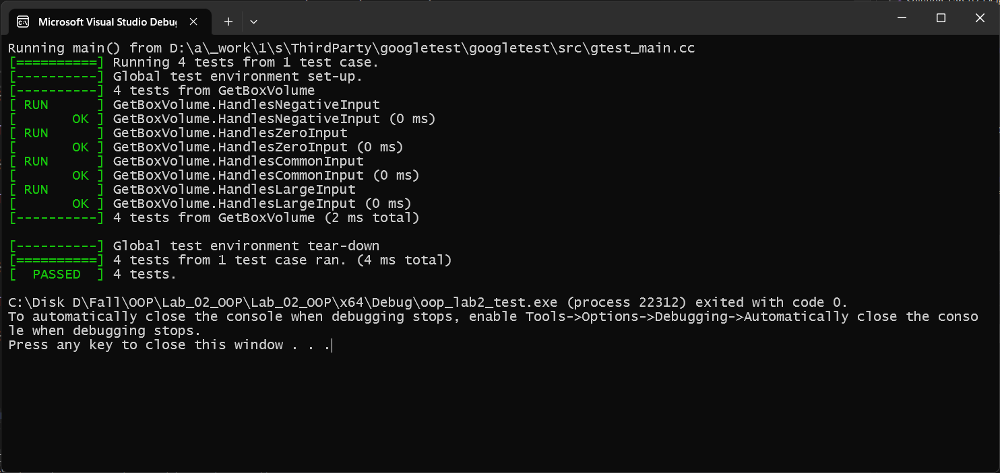 Microsoft Visual Studio Debu
Running main() from D:\a\_work\1\s\ThirdParty\googletest\googletest\src\gtest_main.cc
[==========] Running 4 tests from 1 test case.
[----------] Global test environment set-up.
[----------] 4 tests from GetBoxVolume
[ RUN      ] GetBoxVolume.HandlesNegativeInput
[       OK ] GetBoxVolume.HandlesNegativeInput (0 ms)
[ RUN      ] GetBoxVolume.HandlesZeroInput
[       OK ] GetBoxVolume.HandlesZeroInput (0 ms)
[ RUN      ] GetBoxVolume.HandlesCommonInput
[       OK ] GetBoxVolume.HandlesCommonInput (0 ms)
[ RUN      ] GetBoxVolume.HandlesLargeInput
[       OK ] GetBoxVolume.HandlesLargeInput (0 ms)
[----------] 4 tests from GetBoxVolume (2 ms total)
[----------] Global test environment tear-down
[==========] 4 tests from 1 test case ran. (4 ms total)
[  PASSED  ] 4 tests.
C:\Disk D\Fall\OOP\Lab_02_OOP\Lab_02_OOP\x64\Debug\oop_lab2_test.exe (process 22312) exited with code 0.
To automatically close the console when debugging stops, enable Tools->Options->Debugging->Automatically close the conso
le when debugging stops.
Press any key to close this window . . .